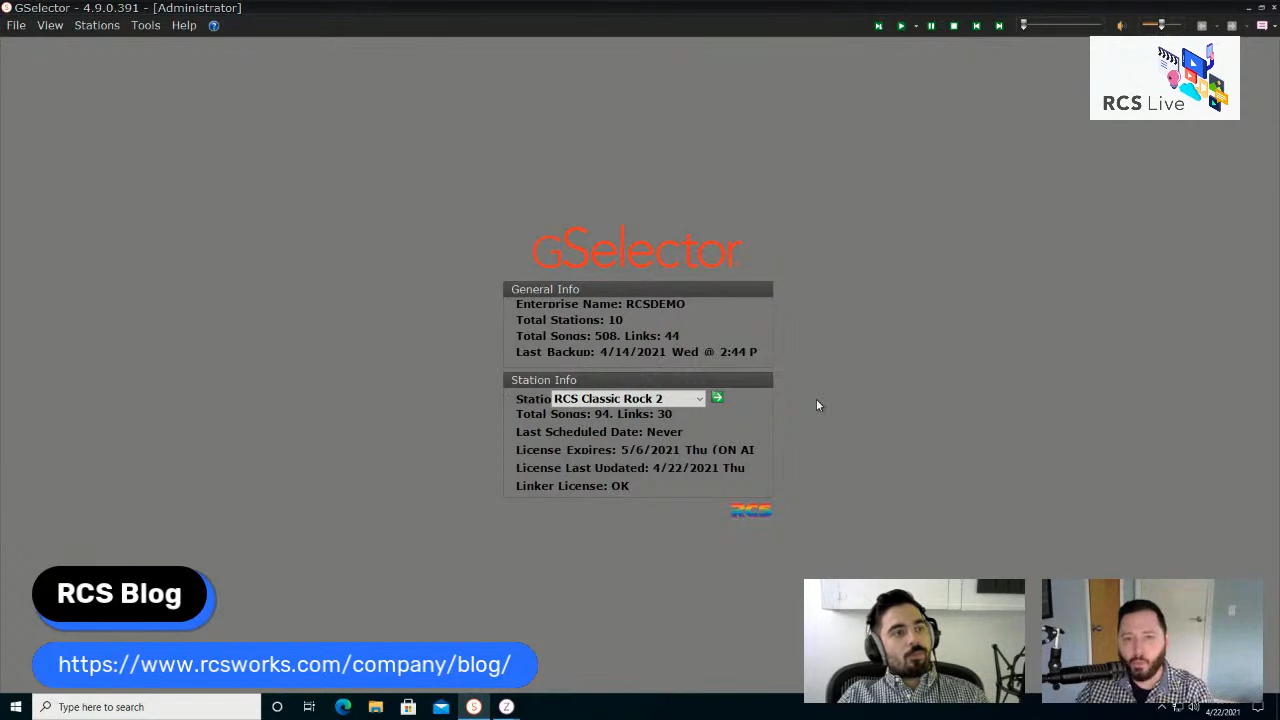 GSelector - 4.9.0.391 - [Administrator]
File View Stations Tools Help
RCS Live
GSelector
General Info
Enterprise Name: RCSDEMO
Total Stations: 10
Total Songs: 508, Links: 44
Last Backup: 4/14/2021 Wed @ 2:44 P
Station Info
Statio RCS Classic Rock 2
Total Songs: 94, Links: 30
Last Scheduled Date: Never
License Expires: 5/6/2021 Thu (ON AI
License Last Updated: 4/22/2021 Thu
Linker License: OK
RCS
RCS Blog
https://www.rcsworks.com/company/blog/
Type here to search
S
Z
4/22/2021